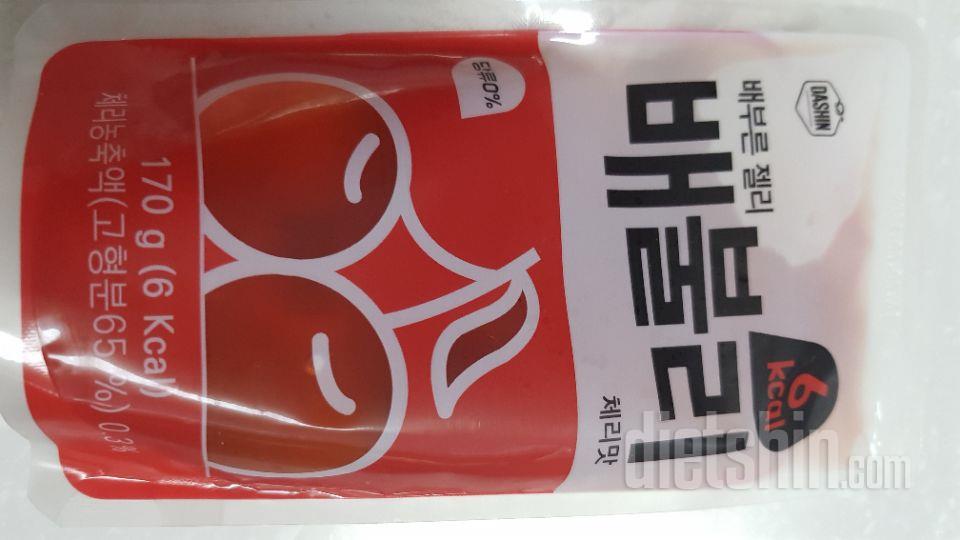 DASHIN
배부른 젤리
배불리
6
kcal
체리맛
당류0%
170 g (6 Kcal)
체리농축액(고형분65%) 0.3%
dietshin.com